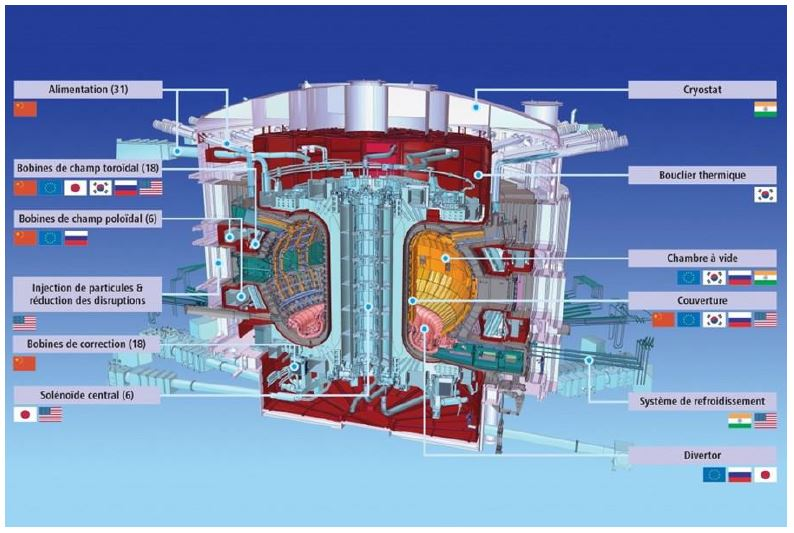 Alimentation (31)
Bobines de champ toroïdal (18)
Bobines de champ poloïdal (6)
Injection de particules &
réduction des disruptions
Bobines de correction (18)
Solénoïde central (6)
Cryostat
Bouclier thermique
Chambre à vide
Couverture
Système de refroidissement
Divertor